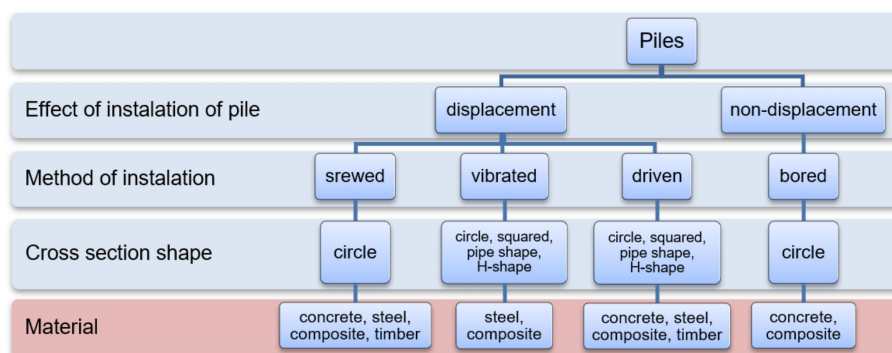 Piles
Effect of instalation of pile
displacement
non-displacement
Method of instalation
srewed
vibrated
driven
bored
Cross section shape
circle
circle, squared,
pipe shape,
H-shape
circle, squared,
pipe shape,
H-shape
circle
Material
concrete, steel,
composite, timber
steel,
composite
concrete, steel,
composite, timber
concrete,
composite